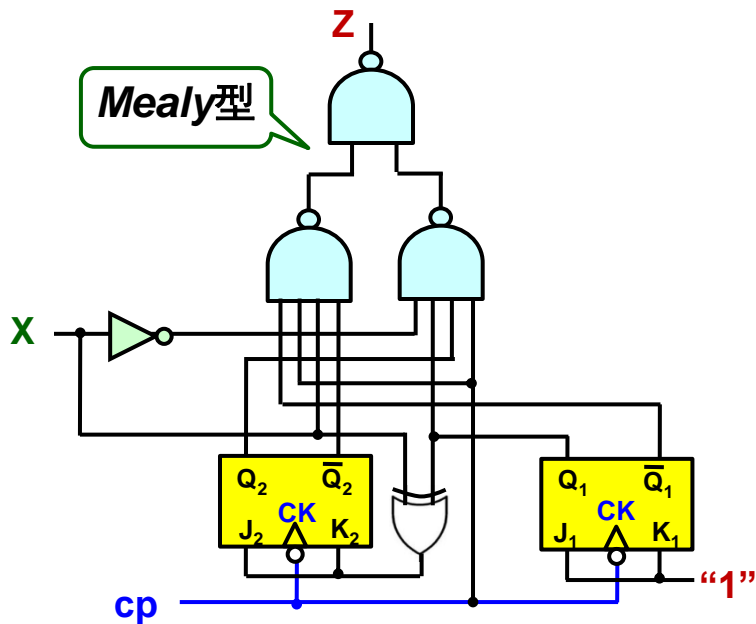 Z
Mealy型
X
Q₂ Q̅₂
CK
J₂ K₂
Q₁ Q̅₁
CK
J₁ K₁
“1”
cp